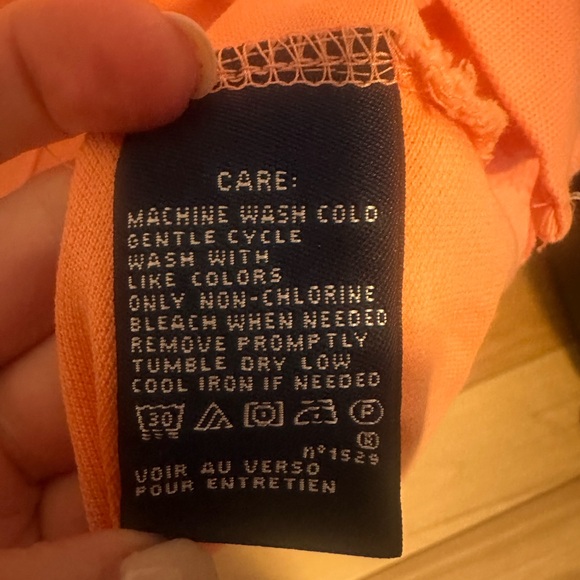 CARE:
MACHINE WASH COLD
GENTLE CYCLE
WASH WITH
LIKE COLORS
ONLY NON-CHLORINE
BLEACH WHEN NEEDED
REMOVE PROMPTLY
TUMBLE DRY LOW
COOL IRON IF NEEDED
30 P
®
nº1529
VOIR AU VERSO
POUR ENTRETIEN